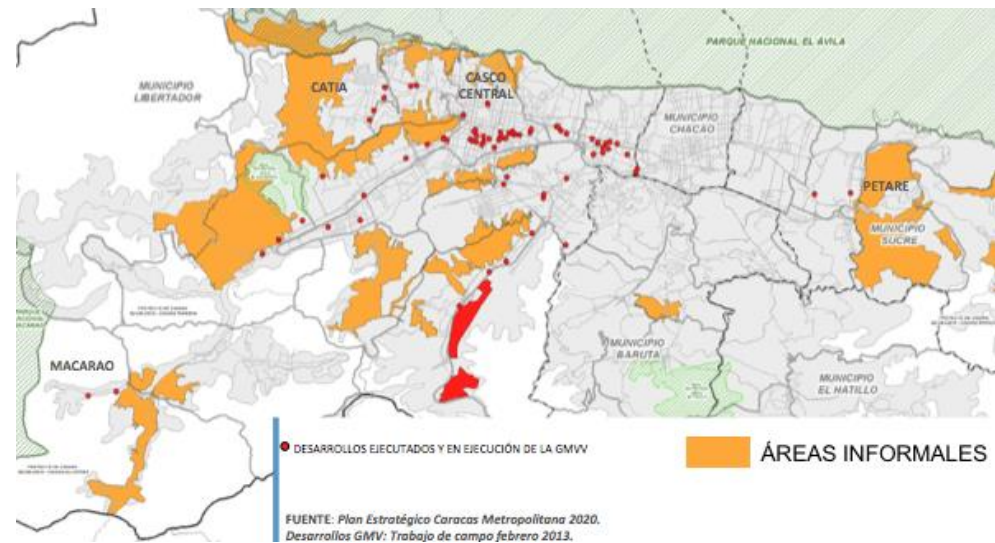 PARQUE NACIONAL EL ÁVILA
MUNICIPIO
LIBERTADOR
CATIA
CASCO
CENTRAL
MUNICIPIO
CHACAO
PETARE
MUNICIPIO
SUCRE
MUNICIPIO
BARUTA
MUNICIPIO
EL HATILLO
MACARAO
DESARROLLOS EJECUTADOS Y EN EJECUCIÓN DE LA GMVV
ÁREAS INFORMALES
FUENTE: Plan Estratégico Caracas Metropolitana 2020.
Desarrollos GMV: Trabajo de campo febrero 2013.